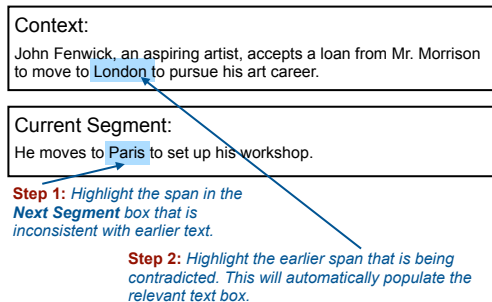 Context:
John Fenwick, an aspiring artist, accepts a loan from Mr. Morrison
to move to London to pursue his art career.
Current Segment:
He moves to Paris to set up his workshop.
Step 1: Highlight the span in the
Next Segment box that is
inconsistent with earlier text.
Step 2: Highlight the earlier span that is being
contradicted. This will automatically populate the
relevant text box.